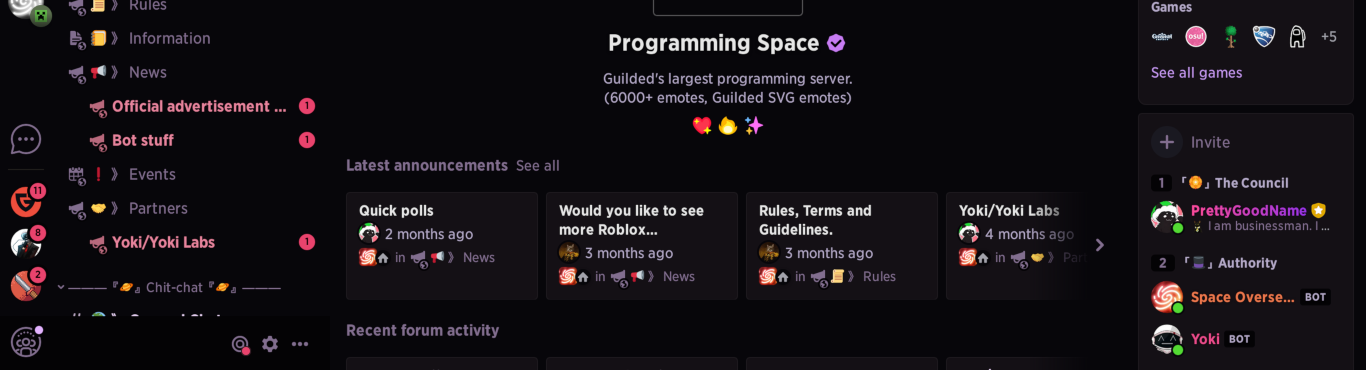 Rules
Information
News
Official advertisement ...
1
Bot stuff
1
Events
Partners
Yoki/Yoki Labs
1
『🪐』 Chit-chat 『🪐』
11
8
2
Programming Space
Guilded's largest programming server.
(6000+ emotes, Guilded SVG emotes)
Latest announcements See all
Quick polls
2 months ago
in 》 News
Would you like to see
more Roblox...
3 months ago
in 》 News
Rules, Terms and
Guidelines.
3 months ago
in 》 Rules
Yoki/Yoki Labs
4 months ago
in 》
Recent forum activity
Games
osu!
+5
See all games
Invite
1 「」 The Council
PrettyGoodName
I am businessman. I ...
2 「」 Authority
Space Overse... BOT
Yoki BOT